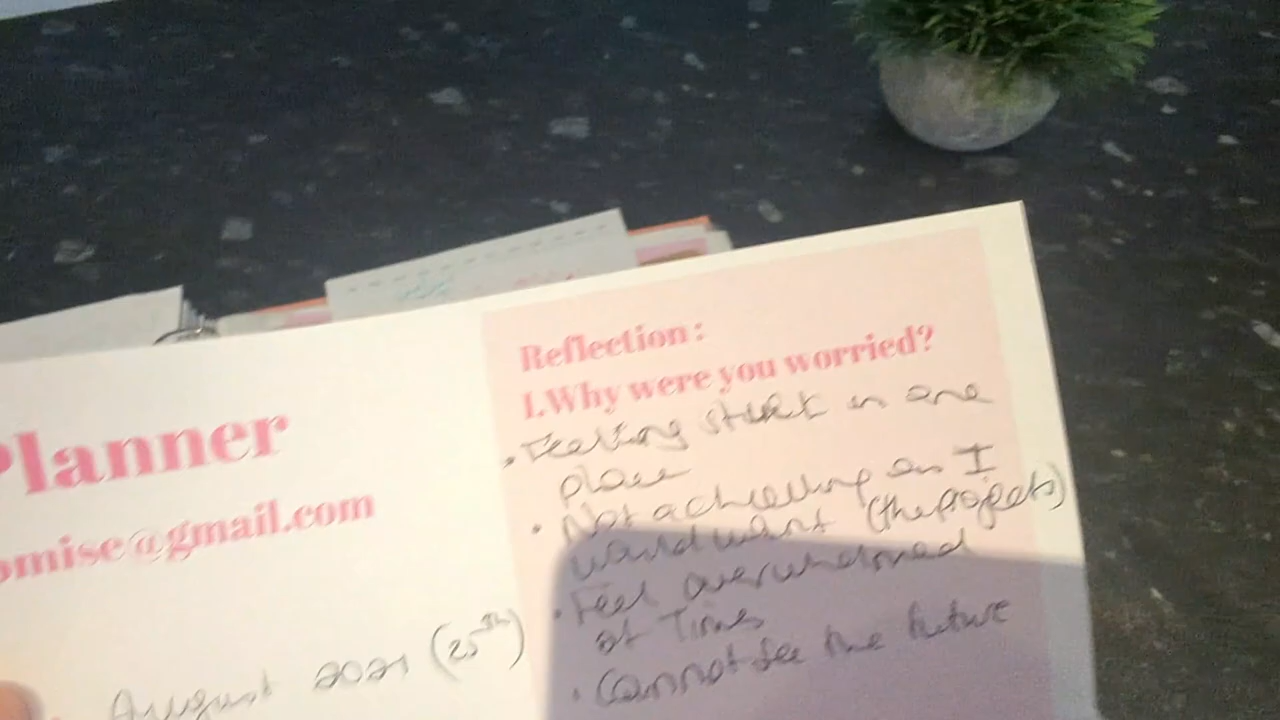 Planner
omise@gmail.com
August 2021 (25th)
Reflection :
1.Why were you worried?
• Feeling stuck in one
place
• Not achieving as I
would want (the projects)
• Feel overwhelmed
at Times
• Cannot see the future